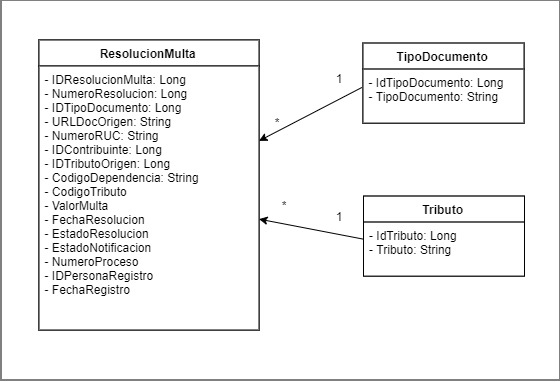 ResolucionMulta
- IDResolucionMulta: Long
- NumeroResolucion: Long
- IDTipoDocumento: Long
- URLDocOrigen: String
- NumeroRUC: String
- IDContribuinte: Long
- IDTributoOrigen: Long
- CodigoDependencia: String
- CodigoTributo
- ValorMulta
- FechaResolucion
- EstadoResolucion
- EstadoNotificacion
- NumeroProceso
- IDPersonaRegistro
- FechaRegistro
TipoDocumento
- IdTipoDocumento: Long
- TipoDocumento: String
1
*
Tributo
- IdTributo: Long
- Tributo: String
1
*